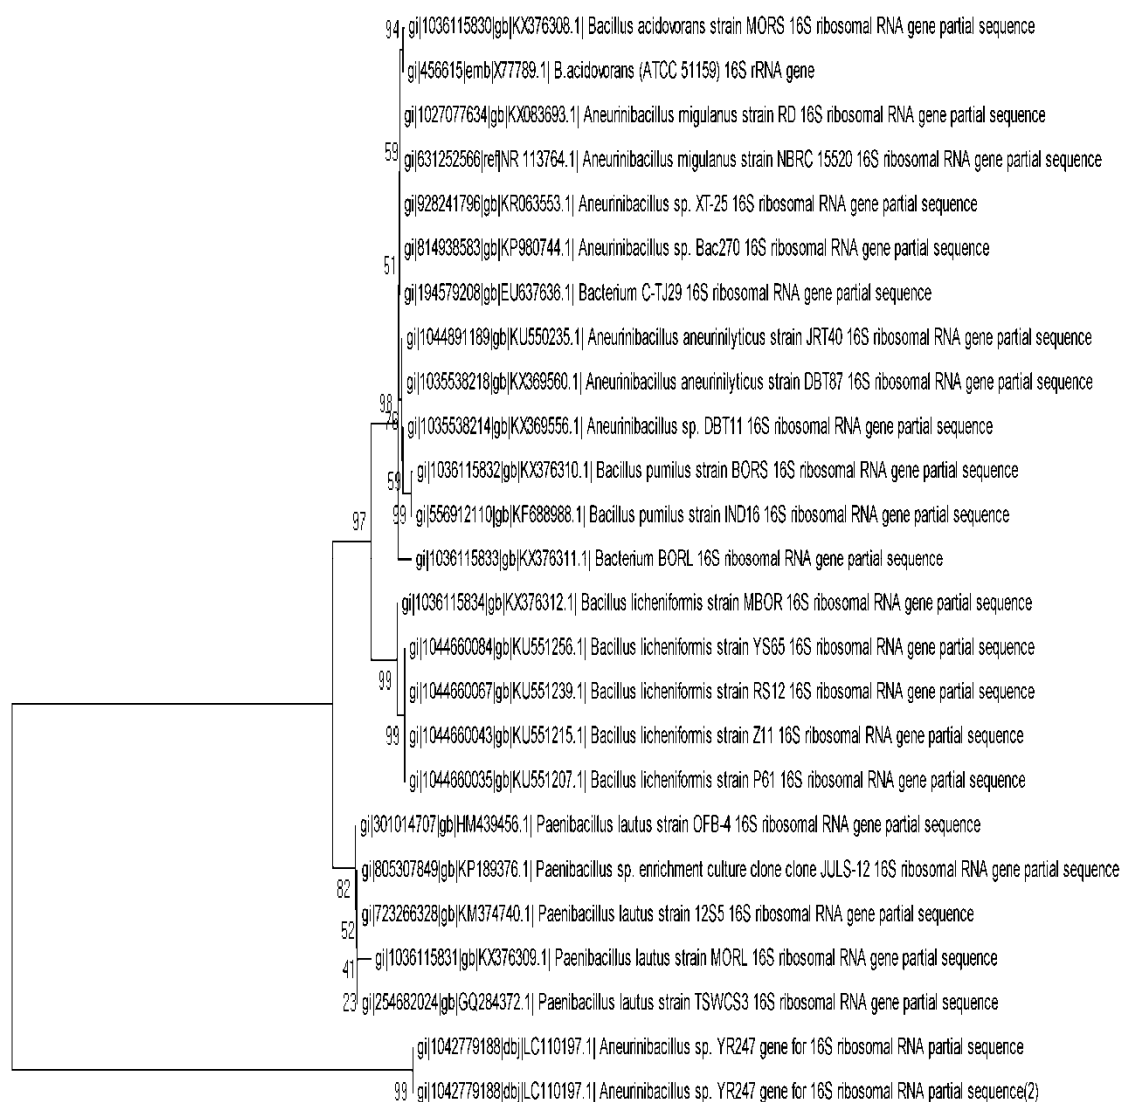 94 gi|1036115830|gb|KX376308.1| Bacillus acidovorans strain MORS 16S ribosomal RNA gene partial sequence
gi|456615|emb|X77789.1| B.acidovorans (ATCC 51159) 16S rRNA gene
gi|1027077634|gb|KX083693.1| Aneurinibacillus migulanus strain RD 16S ribosomal RNA gene partial sequence
59 gi|631252566|ref|NR 113764.1| Aneurinibacillus migulanus strain NBRC 15520 16S ribosomal RNA gene partial sequence
gi|928241796|gb|KR063553.1| Aneurinibacillus sp. XT-25 16S ribosomal RNA gene partial sequence
gi|814938583|gb|KP980744.1| Aneurinibacillus sp. Bac270 16S ribosomal RNA gene partial sequence
51
gi|194579208|gb|EU637636.1| Bacterium C-TJ29 16S ribosomal RNA gene partial sequence
gi|1044891189|gb|KU550235.1| Aneurinibacillus aneurinilyticus strain JRT40 16S ribosomal RNA gene partial sequence
gi|1035538218|gb|KX369560.1| Aneurinibacillus aneurinilyticus strain DBT87 16S ribosomal RNA gene partial sequence
98
gi|1035538214|gb|KX369556.1| Aneurinibacillus sp. DBT11 16S ribosomal RNA gene partial sequence
gi|1036115832|gb|KX376310.1| Bacillus pumilus strain BORS 16S ribosomal RNA gene partial sequence
59
99 gi|556912110|gb|KF688988.1| Bacillus pumilus strain IND16 16S ribosomal RNA gene partial sequence
97
gi|1036115833|gb|KX376311.1| Bacterium BORL 16S ribosomal RNA gene partial sequence
gi|1036115834|gb|KX376312.1| Bacillus licheniformis strain MBOR 16S ribosomal RNA gene partial sequence
gi|1044660084|gb|KU551256.1| Bacillus licheniformis strain YS65 16S ribosomal RNA gene partial sequence
99
gi|1044660067|gb|KU551239.1| Bacillus licheniformis strain RS12 16S ribosomal RNA gene partial sequence
99 gi|1044660043|gb|KU551215.1| Bacillus licheniformis strain Z11 16S ribosomal RNA gene partial sequence
gi|1044660035|gb|KU551207.1| Bacillus licheniformis strain P61 16S ribosomal RNA gene partial sequence
gi|301014707|gb|HM439456.1| Paenibacillus lautus strain OFB-4 16S ribosomal RNA gene partial sequence
gi|805307849|gb|KP189376.1| Paenibacillus sp. enrichment culture clone clone JULS-12 16S ribosomal RNA gene partial sequence
82
gi|723266328|gb|KM374740.1| Paenibacillus lautus strain 12S5 16S ribosomal RNA gene partial sequence
52
gi|1036115831|gb|KX376309.1| Paenibacillus lautus strain MORL 16S ribosomal RNA gene partial sequence
41
23 gi|254682024|gb|GQ284372.1| Paenibacillus lautus strain TSWCS3 16S ribosomal RNA gene partial sequence
gi|1042779188|dbj|LC110197.1| Aneurinibacillus sp. YR247 gene for 16S ribosomal RNA partial sequence
99 gi|1042779188|dbj|LC110197.1| Aneurinibacillus sp. YR247 gene for 16S ribosomal RNA partial sequence(2)